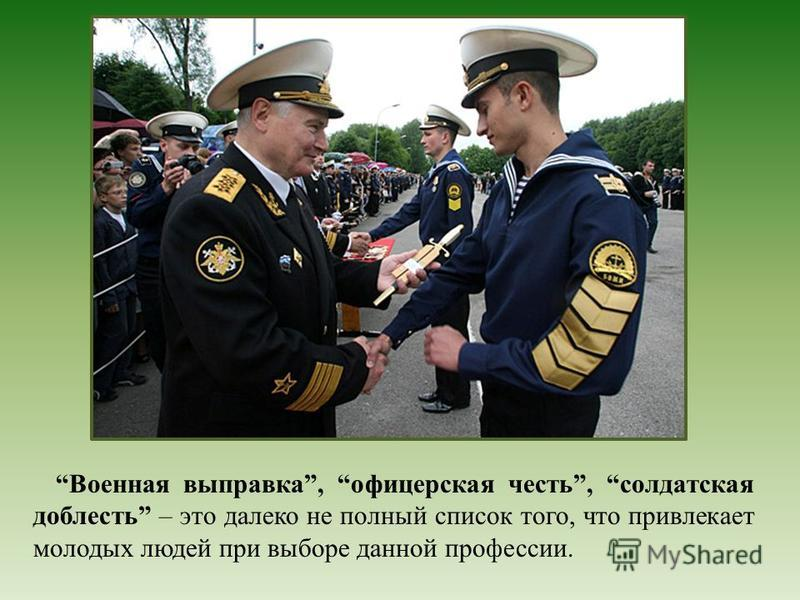 “Военная выправка”, “офицерская честь”, “солдатская
доблесть” – это далеко не полный список того, что привлекает
молодых людей при выборе данной профессии.
MyShared